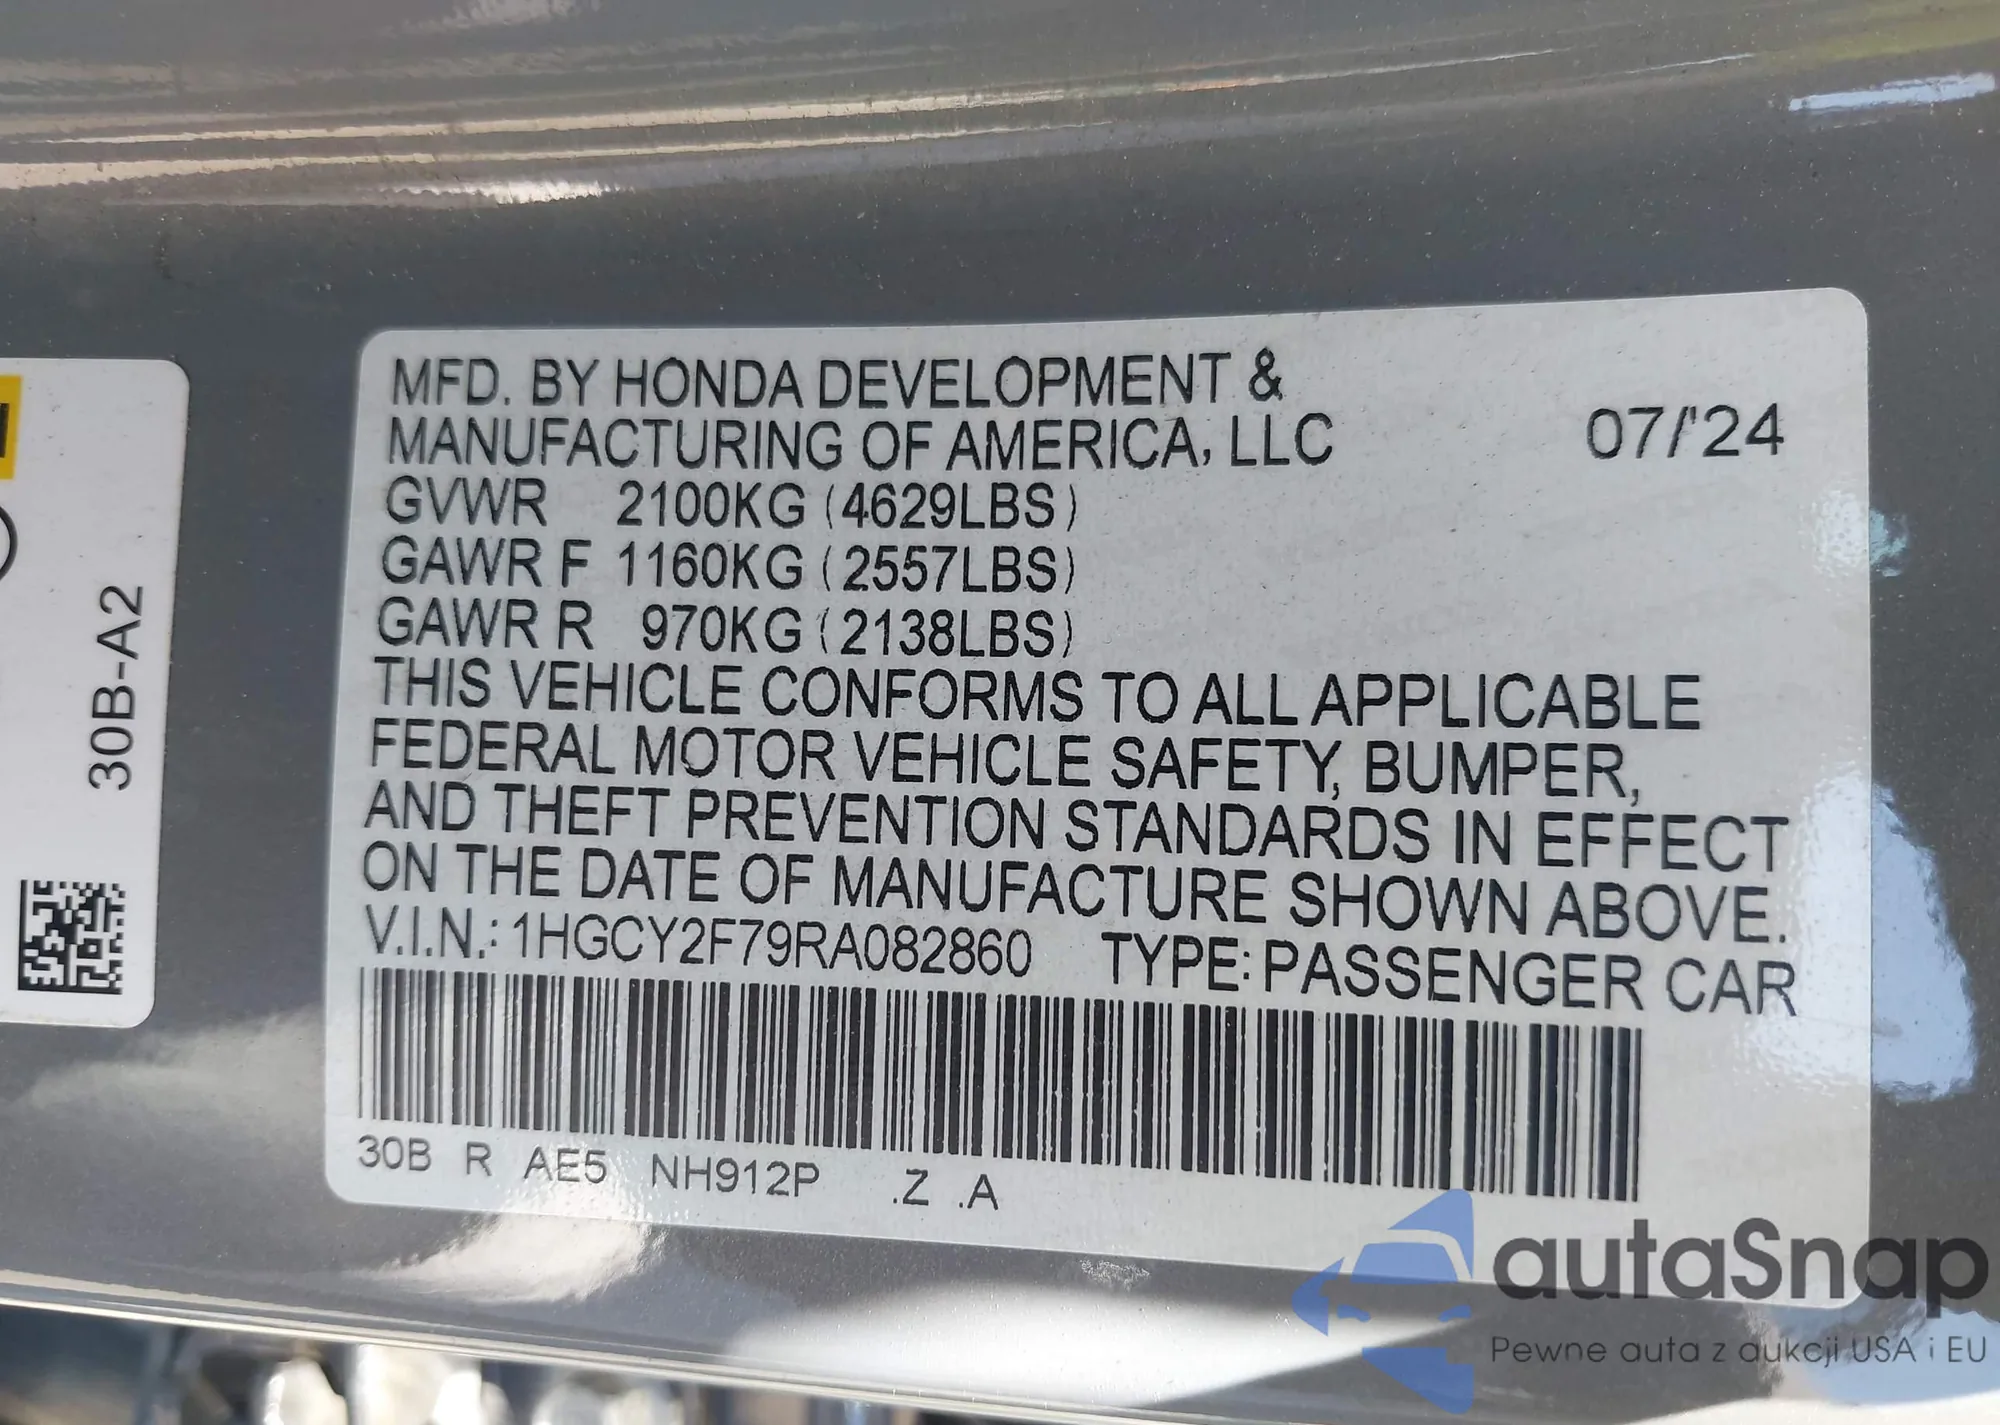 MFD. BY HONDA DEVELOPMENT &
MANUFACTURING OF AMERICA, LLC
07/'24
GVWR 2100KG (4629LBS)
GAWR F 1160KG (2557LBS)
GAWR R 970KG (2138LBS)
THIS VEHICLE CONFORMS TO ALL APPLICABLE
FEDERAL MOTOR VEHICLE SAFETY, BUMPER,
AND THEFT PREVENTION STANDARDS IN EFFECT
ON THE DATE OF MANUFACTURE SHOWN ABOVE.
V.I.N.: 1HGCY2F79RA082860 TYPE: PASSENGER CAR
30B R AE5 NH912P .Z .A
30B-A2
autaSnap
Pewne auta z aukcji USA i EU